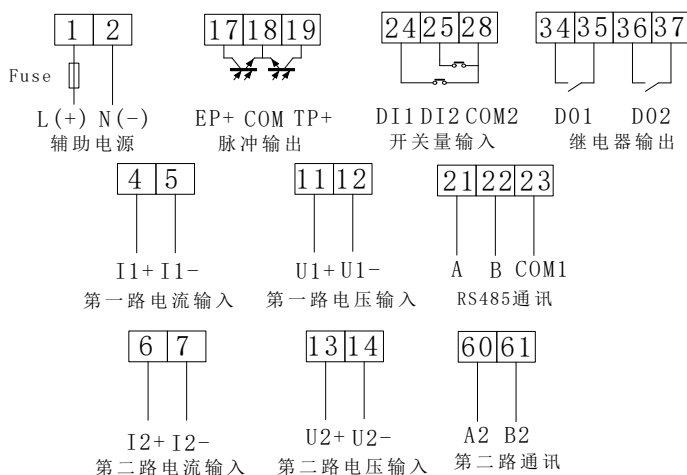 1 2
17 18 19
24 25 28
34 35 36 37
Fuse
L(+) N(-)
辅助电源
EP+ COM TP+
脉冲输出
DI1 DI2 COM2
开关量输入
DO1 DO2
继电器输出
4 5
11 12
21 22 23
I1+ I1-
第一路电流输入
U1+ U1-
第一路电压输入
A B COM1
RS485通讯
6 7
13 14
60 61
I2+ I2-
第二路电流输入
U2+ U2-
第二路电压输入
A2 B2
第二路通讯